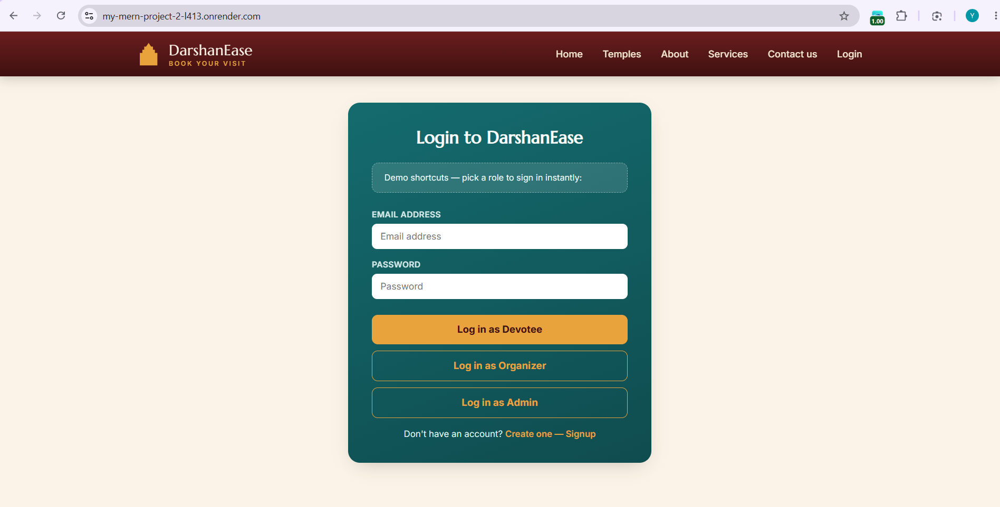 my-mern-project-2-l413.onrender.com
1.00
Y
DarshanEase
BOOK YOUR VISIT
Home Temples About Services Contact us Login
Login to DarshanEase
Demo shortcuts — pick a role to sign in instantly:
EMAIL ADDRESS
Email address
PASSWORD
Password
Log in as Devotee
Log in as Organizer
Log in as Admin
Don't have an account? Create one — Signup